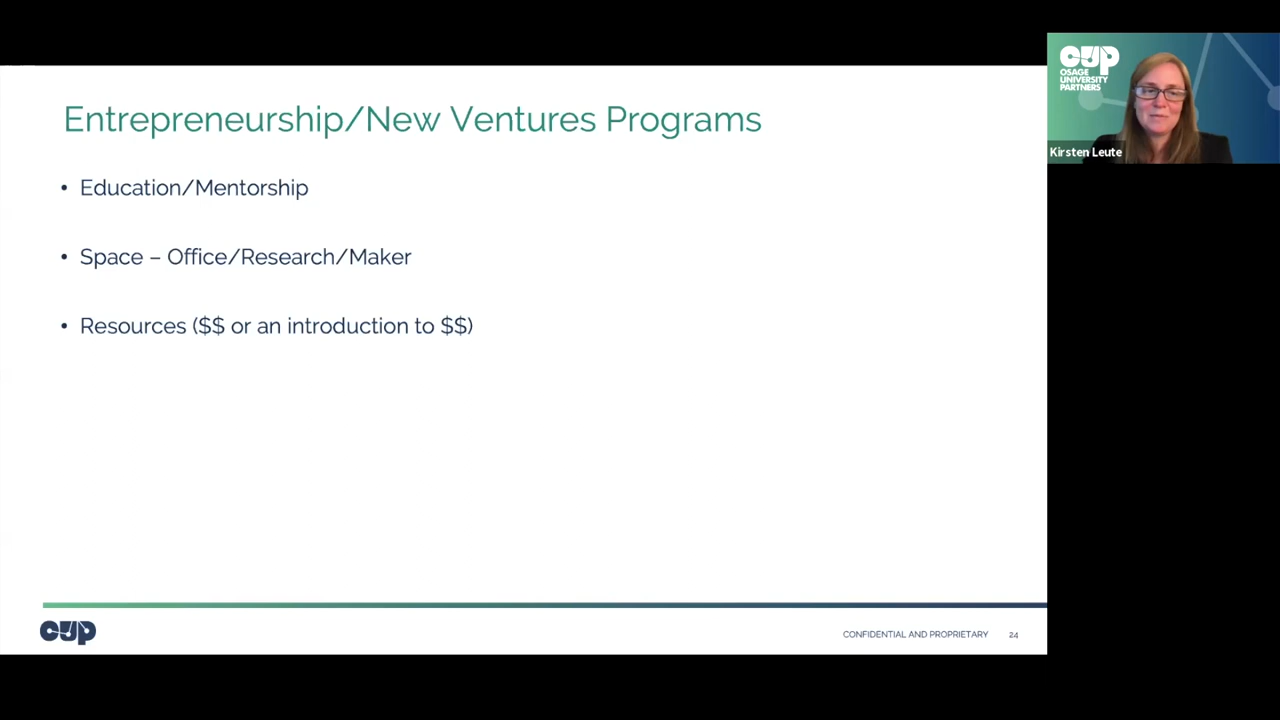 Entrepreneurship/New Ventures Programs
• Education/Mentorship
• Space – Office/Research/Maker
• Resources ($$ or an introduction to $$)
OUP
CONFIDENTIAL AND PROPRIETARY 24
OUP
OSAGE
UNIVERSITY
PARTNERS
Kirsten Leute